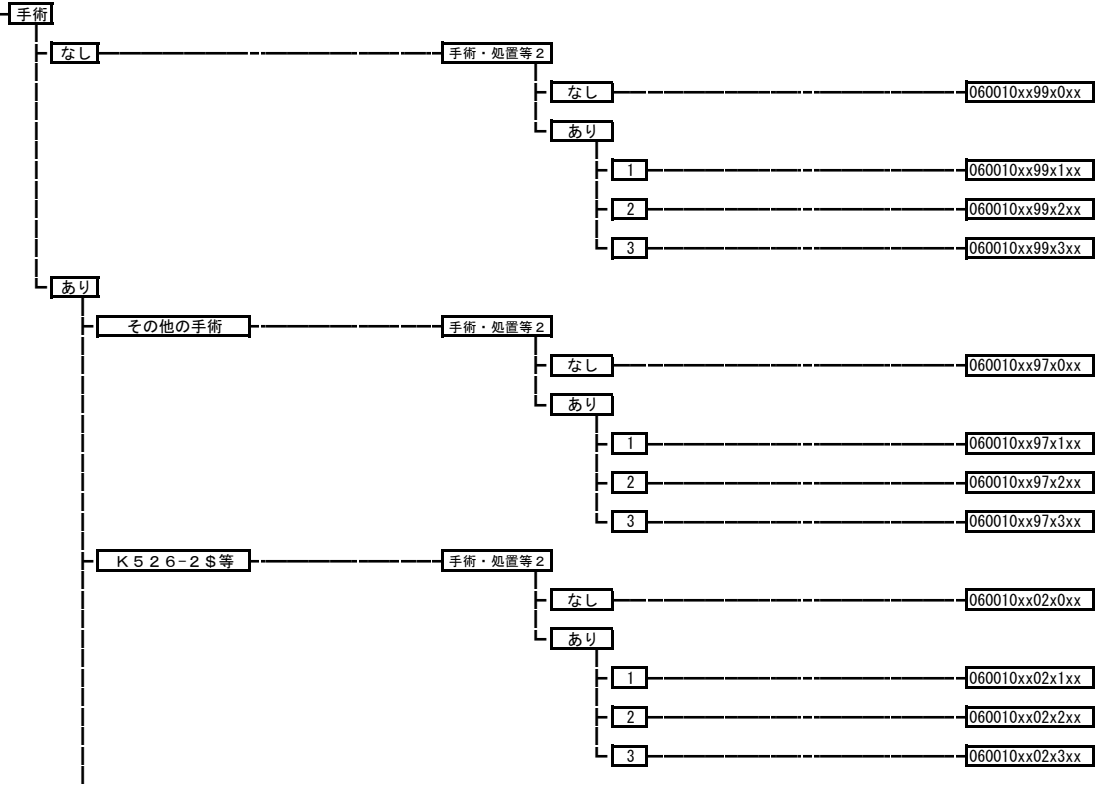 手術
なし 手術・処置等２
なし 060010xx99x0xx
あり
1 060010xx99x1xx
2 060010xx99x2xx
3 060010xx99x3xx
あり
その他の手術 手術・処置等２
なし 060010xx97x0xx
あり
1 060010xx97x1xx
2 060010xx97x2xx
3 060010xx97x3xx
Ｋ５２６-２＄等 手術・処置等２
なし 060010xx02x0xx
あり
1 060010xx02x1xx
2 060010xx02x2xx
3 060010xx02x3xx